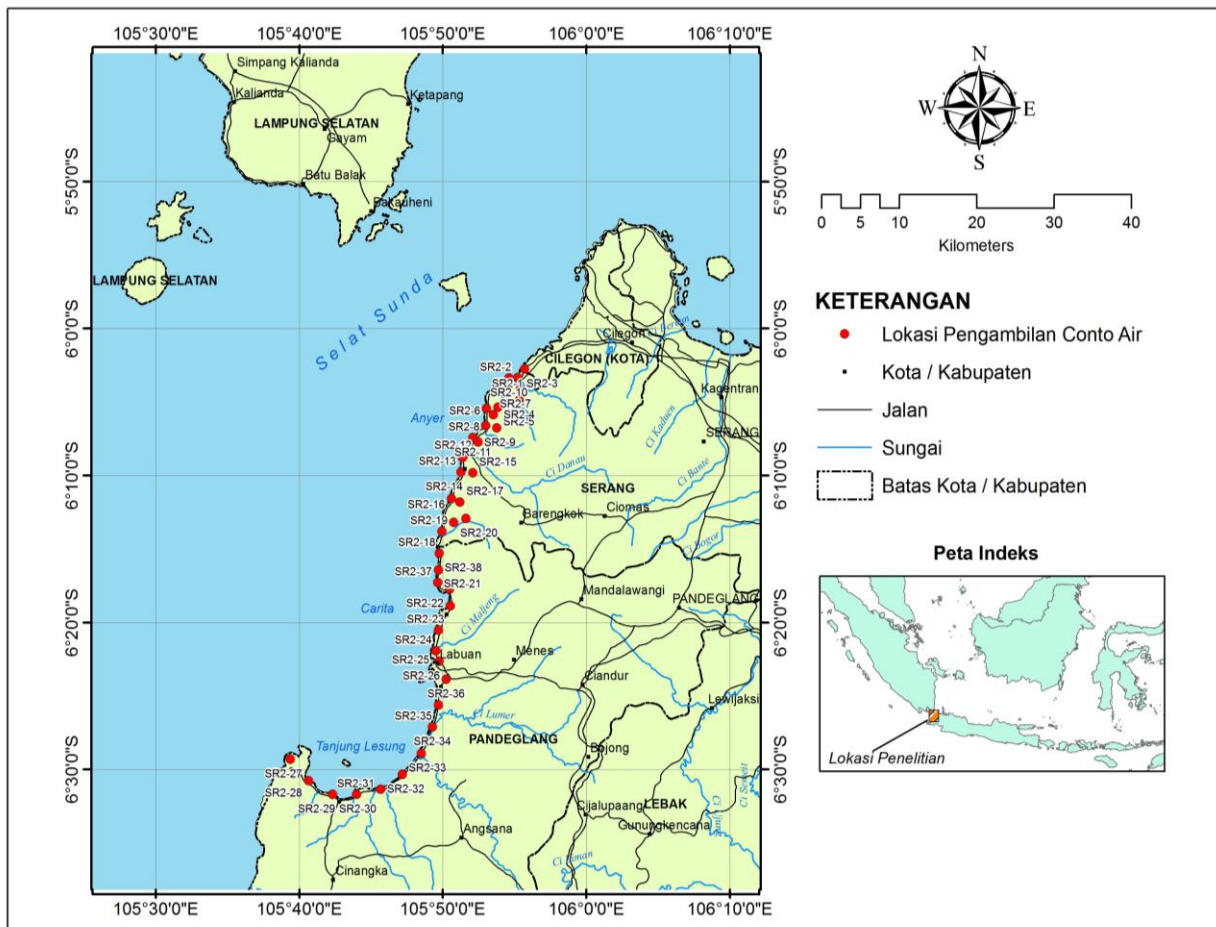 105°30'0"E
105°40'0"E
105°50'0"E
106°0'0"E
106°10'0"E
5°50'0"S
6°0'0"S
6°10'0"S
6°20'0"S
6°30'0"S
5°50'0"S
6°0'0"S
6°10'0"S
6°20'0"S
6°30'0"S
Simpang Kalianda
Kalianda
Ketapang
LAMPUNG SELATAN
Gayam
Batu Balak
Bakauheni
LAMPUNG SELATAN
Selat Sunda
Cilegon
CILEGON (KOTA)
SR2-2
SR2-1
SR2-3
SR2-10
Kagentran
SR2-7
SR2-6
SR2-4
Anyer
SR2-5
SR2-8
Ci Kaduen
SERANG
SR2-9
SR2-12
SR2-11
SR2-13
SR2-15
Ci Danau
Ci Bante
SR2-14
SR2-17
SERANG
SR2-16
Barengkok
Ciomas
SR2-19
SR2-20
SR2-18
Ci Bogor
SR2-37
SR2-38
SR2-21
Mandalawangi
PANDEGLANG
SR2-22
Carita
SR2-23
Ci Maljeng
SR2-24
SR2-25
Labuan
Menes
SR2-26
Ciandur
SR2-36
Lewijaksi
SR2-35
Ci Lumer
SR2-34
PANDEGLANG
Tanjung Lesung
Bojong
SR2-33
SR2-27
SR2-31
SR2-32
SR2-28
SR2-29
SR2-30
Cijalupaang
LEBAK
Gunungkencana
Angsana
Cinangka
105°30'0"E
105°40'0"E
105°50'0"E
106°0'0"E
106°10'0"E
N
W
E
S
0
5
10
20
30
40
Kilometers
KETERANGAN
Lokasi Pengambilan Conto Air
Kota / Kabupaten
Jalan
Sungai
Batas Kota / Kabupaten
Peta Indeks
Lokasi Penelitian